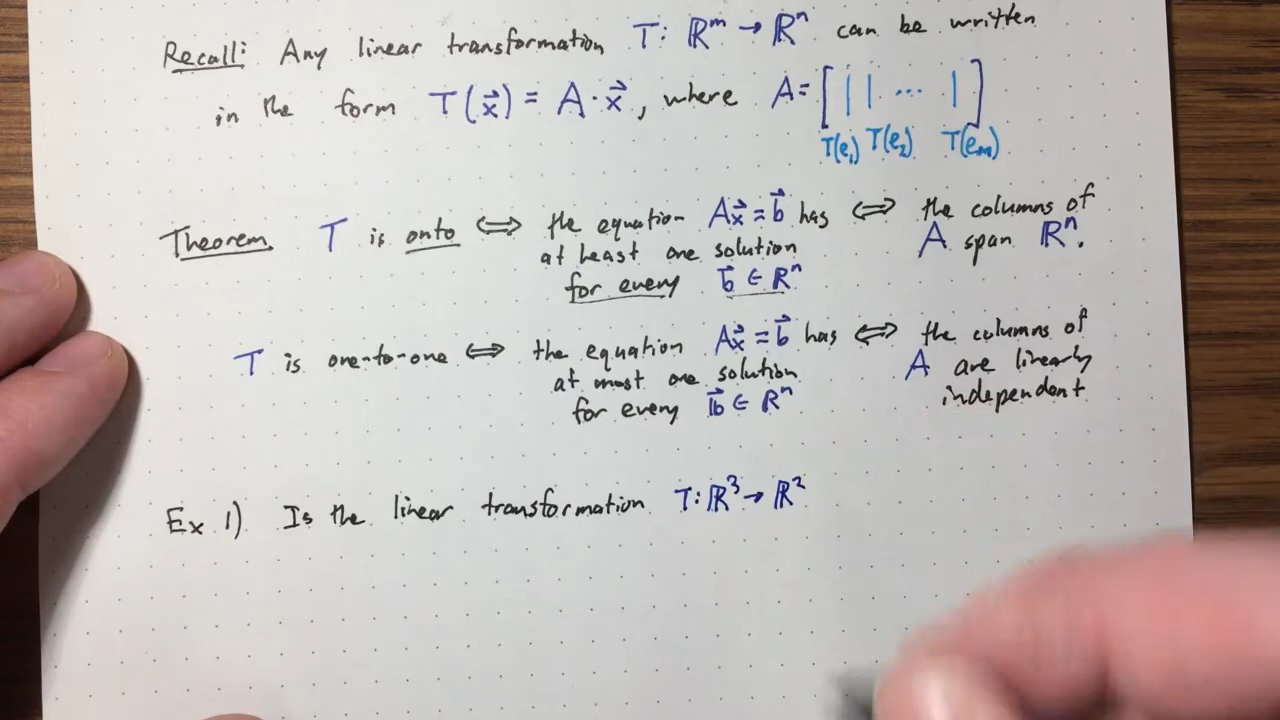 Recall: Any linear transformation T: ℝᵐ → ℝⁿ can be written
in the form T(x⃗) = A·x⃗, where A = [| | ... |]
T(e₁) T(e₂) T(eₘ)
Theorem T is onto ⟺ the equation Ax⃗ = b⃗ has ⟺ the columns of
at least one solution A span ℝⁿ.
for every b⃗ ∈ ℝⁿ
T is one-to-one ⟺ the equation Ax⃗ = b⃗ has ⟺ the columns of
at most one solution A are linearly
for every b⃗ ∈ ℝⁿ independent
Ex 1) Is the linear transformation T: ℝ³ → ℝ²